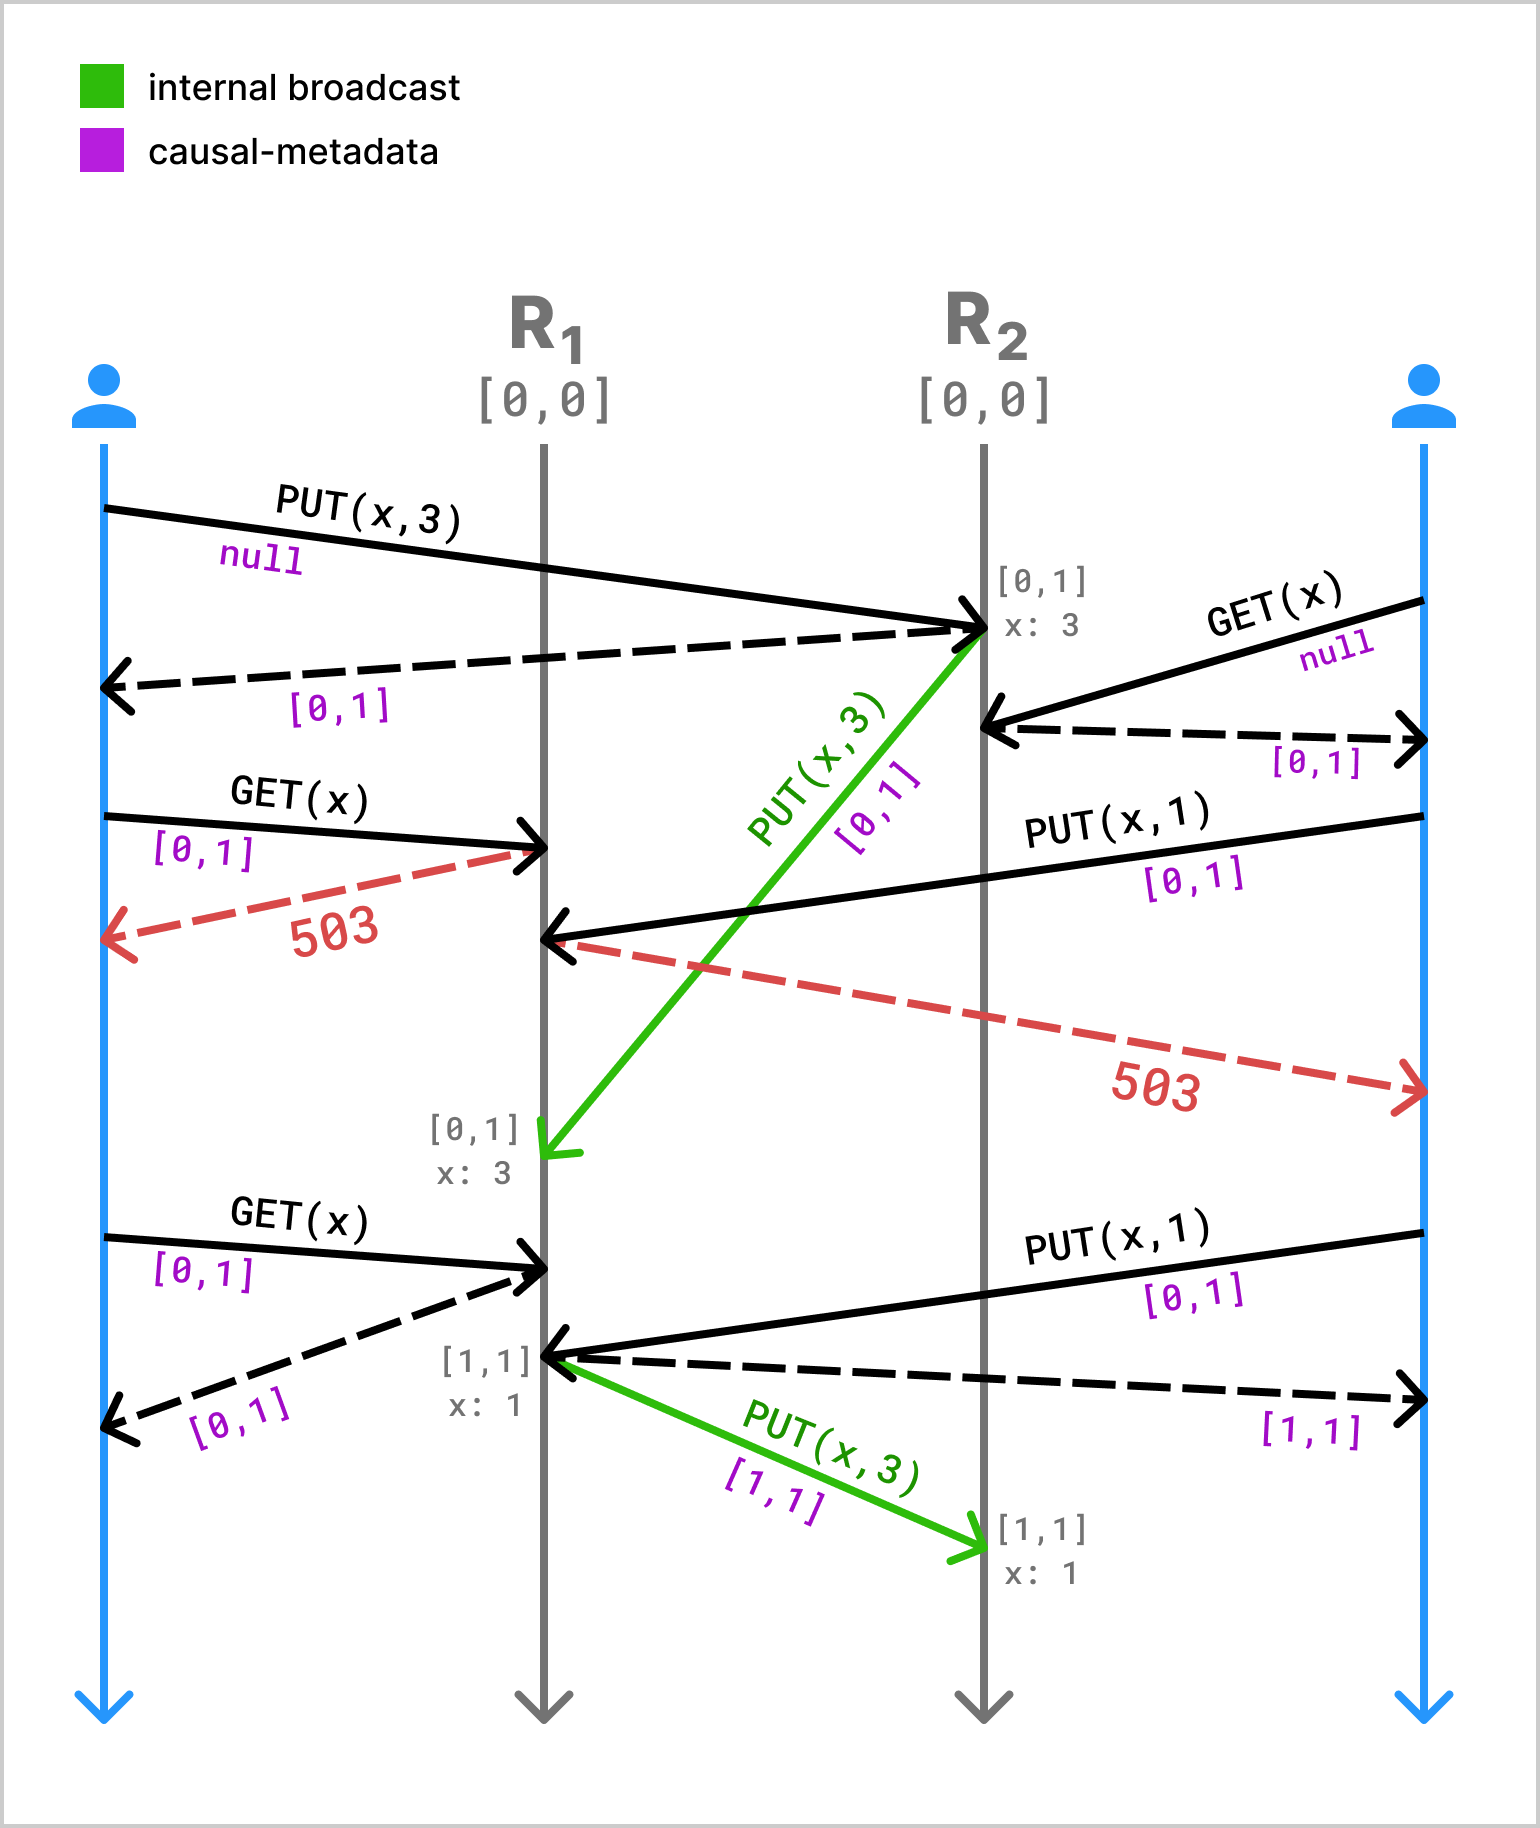 internal broadcast
causal-metadata
R1
[0,0]
R2
[0,0]
PUT(x,3)
null
[0,1]
x: 3
GET(x)
null
[0,1]
PUT(x,3)
[0,1]
[0,1]
GET(x)
[0,1]
PUT(x,1)
[0,1]
503
503
[0,1]
x: 3
GET(x)
[0,1]
PUT(x,1)
[0,1]
[1,1]
x: 1
[0,1]
PUT(x,3)
[1,1]
[1,1]
[1,1]
x: 1